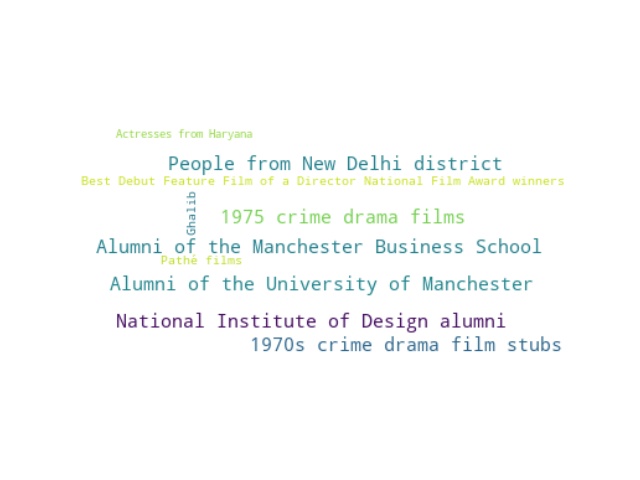 Actresses from Haryana
People from New Delhi district
Best Debut Feature Film of a Director National Film Award winners
Ghalib
1975 crime drama films
Alumni of the Manchester Business School
Pathé films
Alumni of the University of Manchester
National Institute of Design alumni
1970s crime drama film stubs